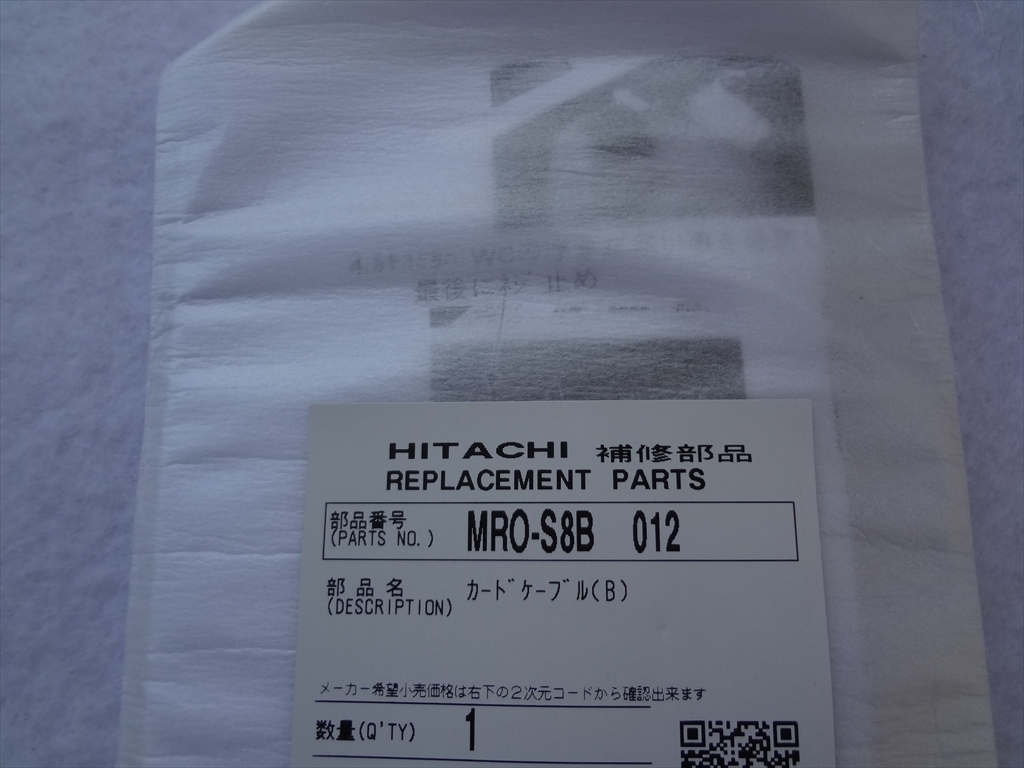 最後にネジ止め
HITACHI 補修部品
REPLACEMENT PARTS
部品番号
(PARTS NO.) MRO-S8B 012
部品名 カードケーブル(B)
(DESCRIPTION)
メーカー希望小売価格は右下の2次元コードから確認出来ます
数量(Q'TY) 1